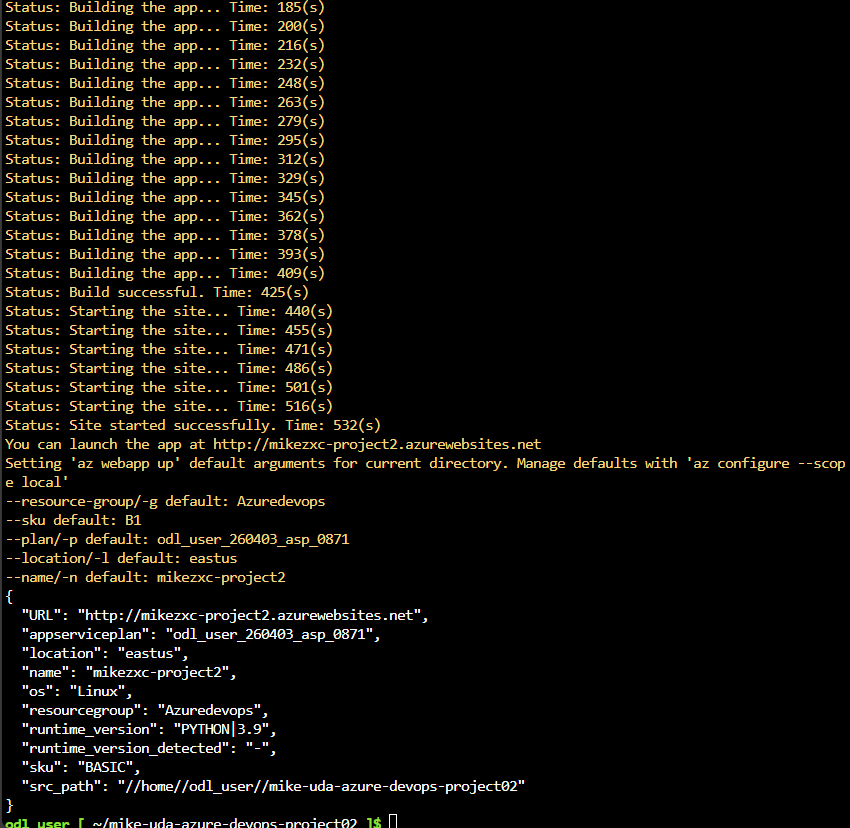 Status: Building the app... Time: 185(s)
Status: Building the app... Time: 200(s)
Status: Building the app... Time: 216(s)
Status: Building the app... Time: 232(s)
Status: Building the app... Time: 248(s)
Status: Building the app... Time: 263(s)
Status: Building the app... Time: 279(s)
Status: Building the app... Time: 295(s)
Status: Building the app... Time: 312(s)
Status: Building the app... Time: 329(s)
Status: Building the app... Time: 345(s)
Status: Building the app... Time: 362(s)
Status: Building the app... Time: 378(s)
Status: Building the app... Time: 393(s)
Status: Building the app... Time: 409(s)
Status: Build successful. Time: 425(s)
Status: Starting the site... Time: 440(s)
Status: Starting the site... Time: 455(s)
Status: Starting the site... Time: 471(s)
Status: Starting the site... Time: 486(s)
Status: Starting the site... Time: 501(s)
Status: Starting the site... Time: 516(s)
Status: Site started successfully. Time: 532(s)
You can launch the app at http://mikezxc-project2.azurewebsites.net
Setting 'az webapp up' default arguments for current directory. Manage defaults with 'az configure --scop
e local'
--resource-group/-g default: Azuredevops
--sku default: B1
--plan/-p default: odl_user_260403_asp_0871
--location/-l default: eastus
--name/-n default: mikezxc-project2
{
  "URL": "http://mikezxc-project2.azurewebsites.net",
  "appserviceplan": "odl_user_260403_asp_0871",
  "location": "eastus",
  "name": "mikezxc-project2",
  "os": "Linux",
  "resourcegroup": "Azuredevops",
  "runtime_version": "PYTHON|3.9",
  "runtime_version_detected": "-",
  "sku": "BASIC",
  "src_path": "//home//odl_user//mike-uda-azure-devops-project02"
}
odl_user [ ~/mike-uda-azure-devops-project02 ]$